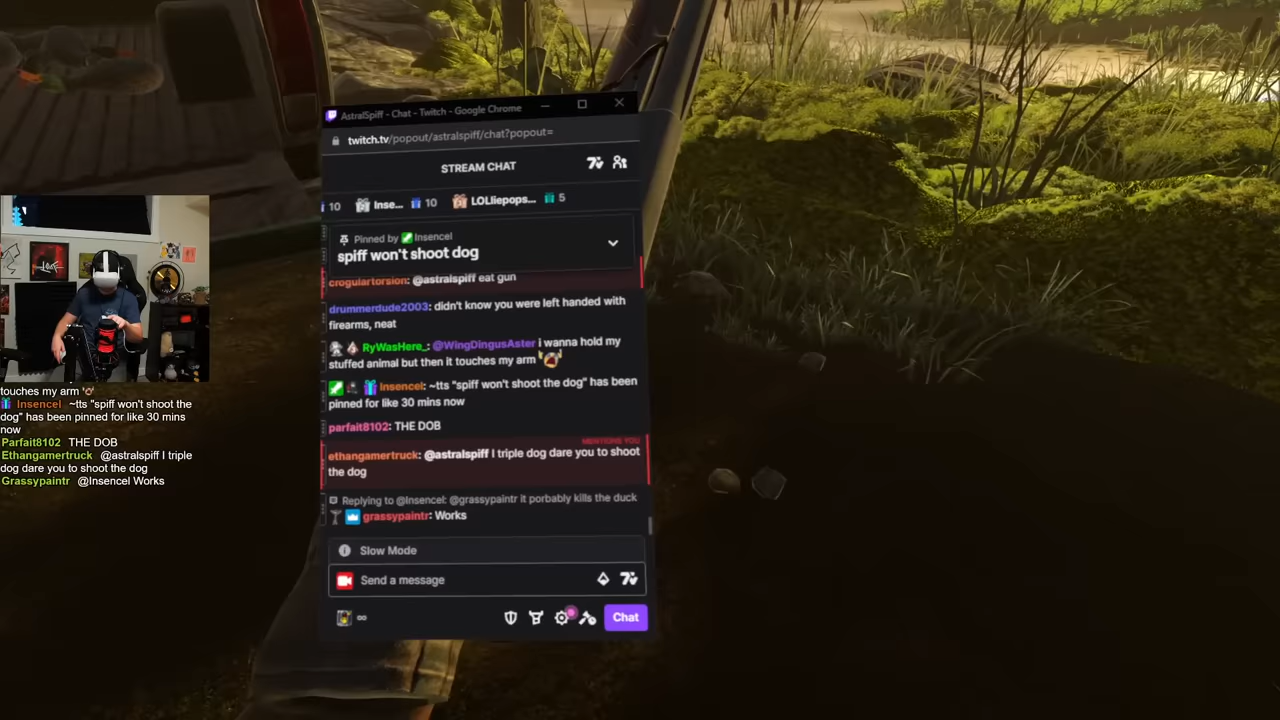 AstralSpiff - Chat - Twitch - Google Chrome
twitch.tv/popout/astralspiff/chat?popout=
STREAM CHAT
10 Inse... 10 LOLliepops... 5
Pinned by Insencel
spiff won't shoot dog
crogulartorsion: @astralspiff eat gun
drummerdude2003: didn't know you were left handed with
firearms, neat
RyWasHere_: @WingDingusAster i wanna hold my
stuffed animal but then it touches my arm
Insencel: ~tts "spiff won't shoot the dog" has been
pinned for like 30 mins now
parfait8102: THE DOB
MENTIONS YOU
ethangamertruck: @astralspiff I triple dog dare you to shoot
the dog
Replying to @Insencel: @grassypaintr it porbably kills the duck
grassypaintr: Works
Slow Mode
Send a message
∞
Chat
touches my arm
Insencel ~tts "spiff won't shoot the
dog" has been pinned for like 30 mins
now
Parfait8102 THE DOB
Ethangamertruck @astralspiff I triple
dog dare you to shoot the dog
Grassypaintr @Insencel Works